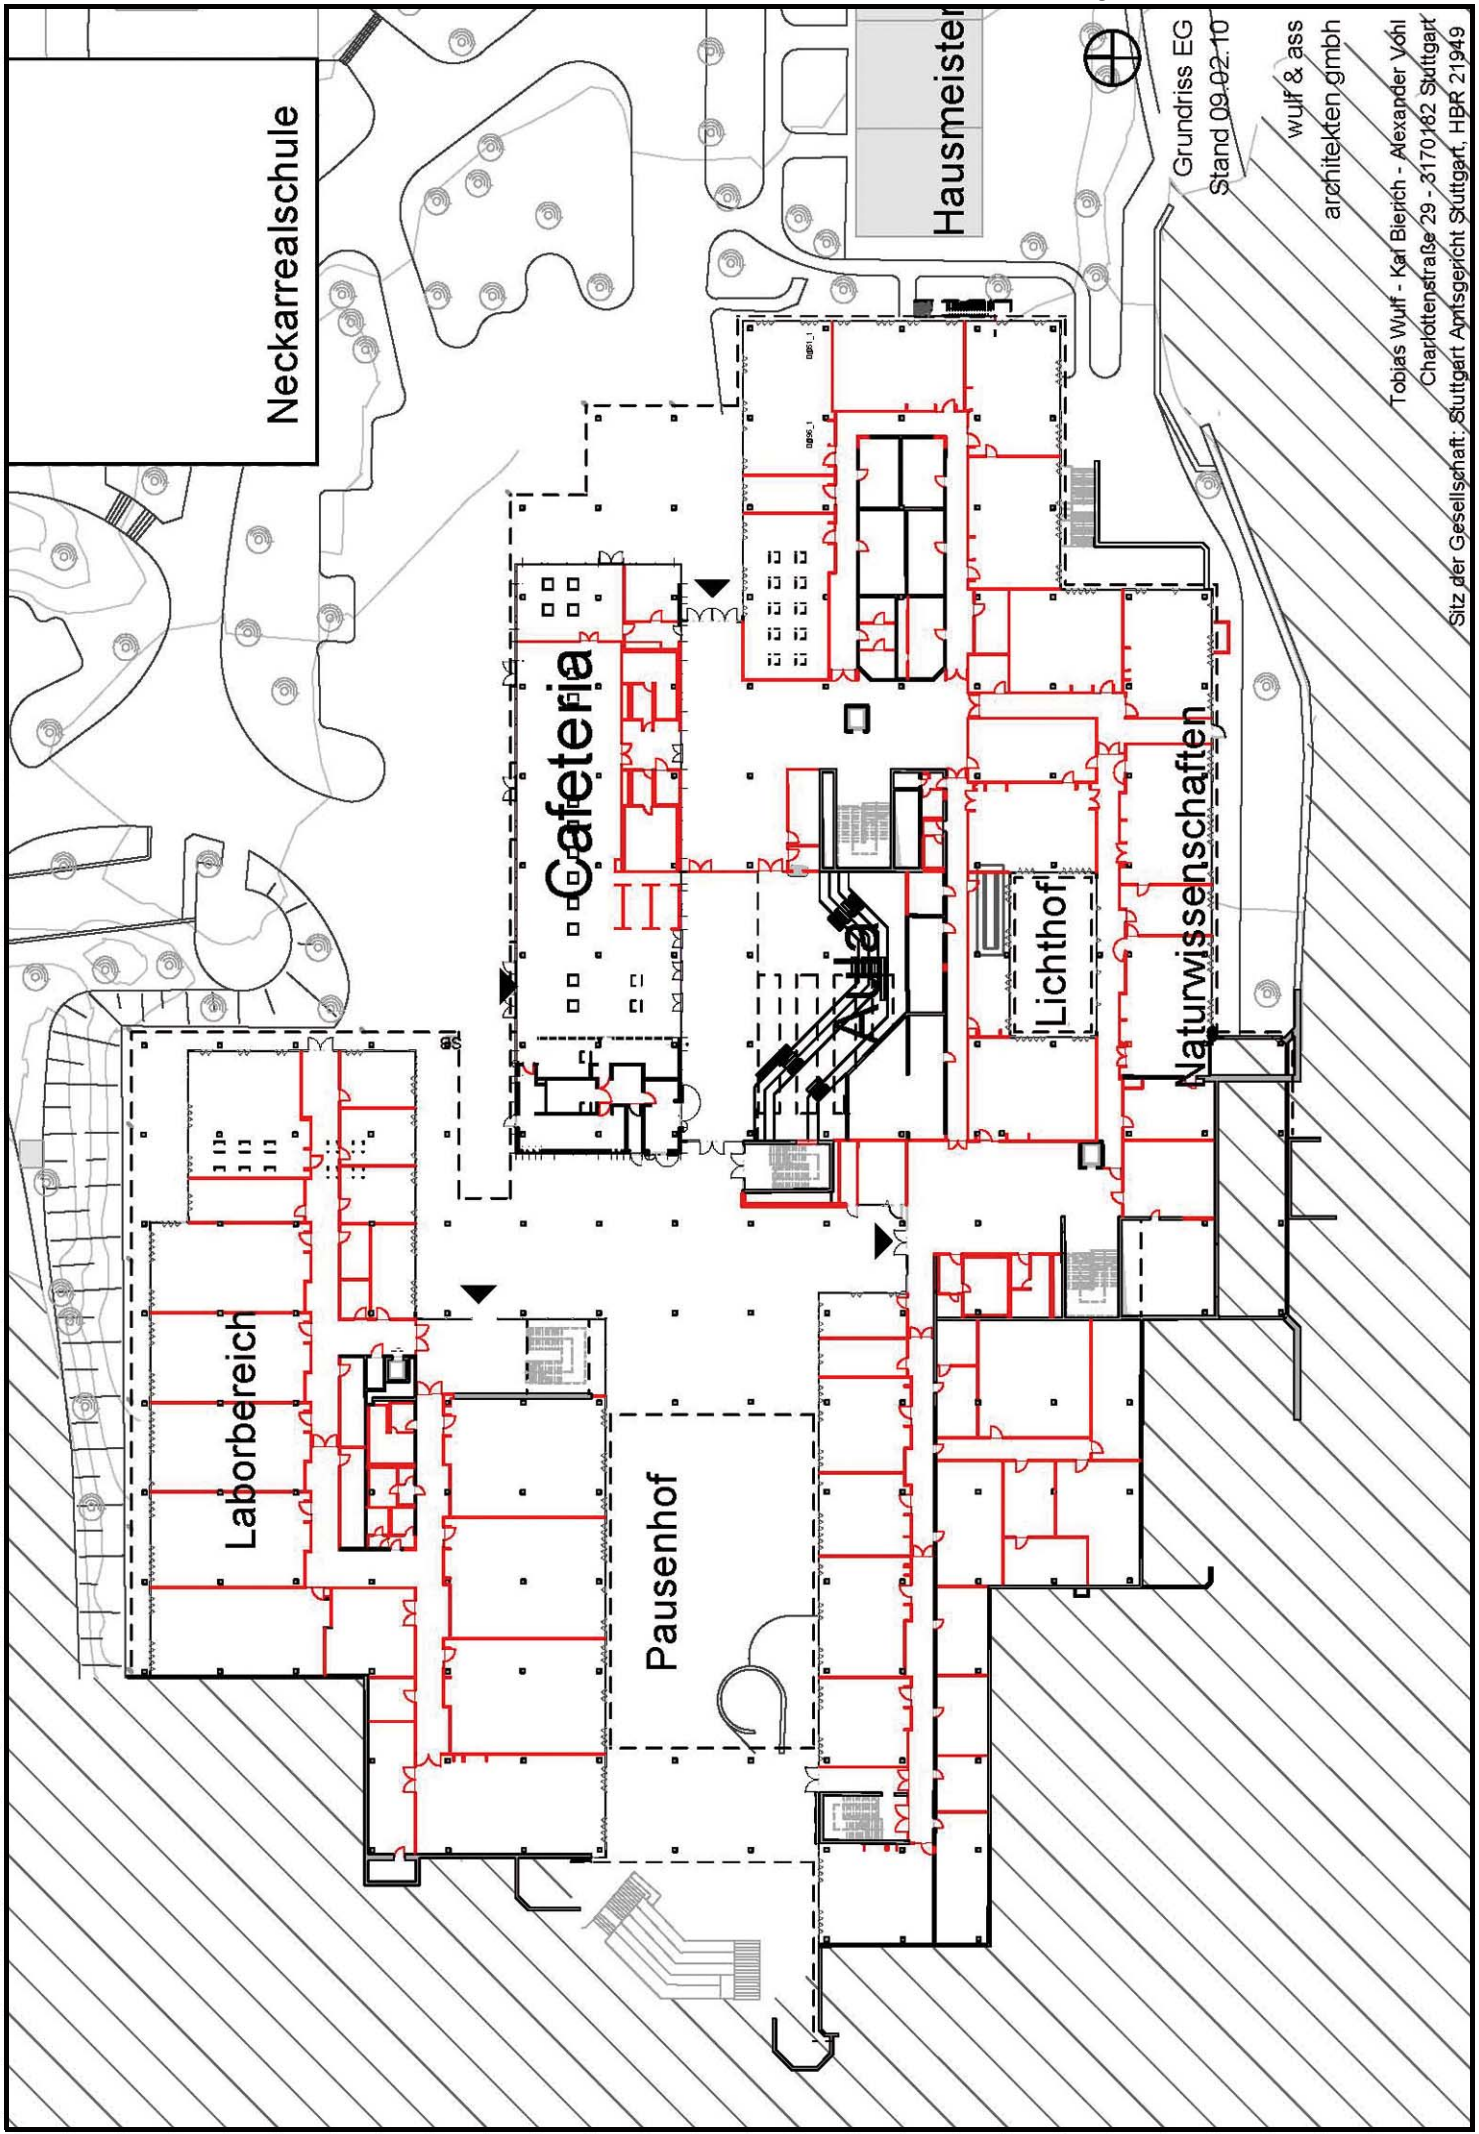 Neckarrealschule
Hausmeister
Grundriss EG
Stand 09.02.10
wulf & ass
architekten gmbh
Tobias Wulf - Kai Bierich - Alexander Vohl
Charlottenstraße 29 - 3170182 Stuttgart
Sitz der Gesellschaft: Stuttgart Amtsgericht Stuttgart, HBR 21949
Cafeteria
Naturwissenschaften
Lichthof
Aula
Laborbereich
Pausenhof